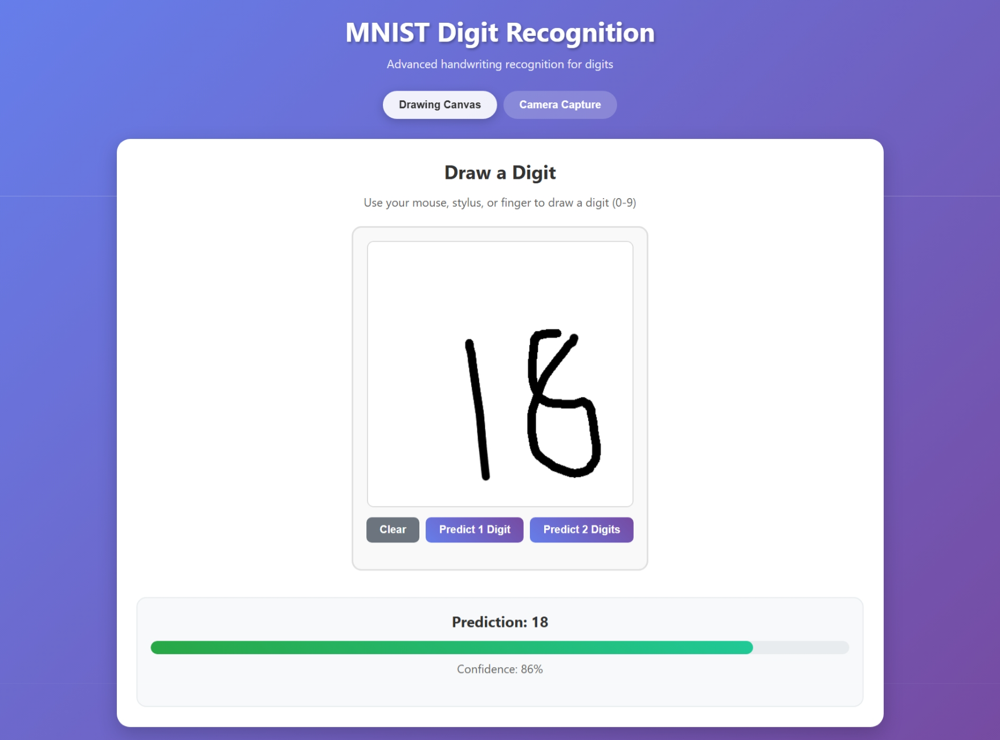 MNIST Digit Recognition
Advanced handwriting recognition for digits
Drawing Canvas Camera Capture
Draw a Digit
Use your mouse, stylus, or finger to draw a digit (0-9)
18
Clear Predict 1 Digit Predict 2 Digits
Prediction: 18
Confidence: 86%